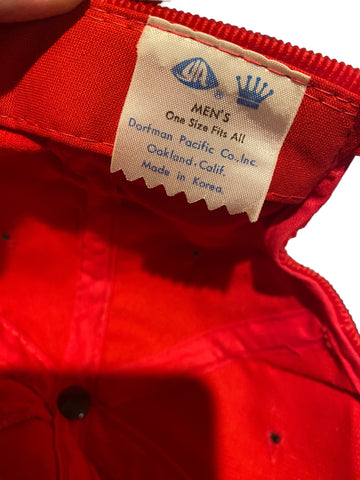 ®
MEN'S
One Size Fits All
Dorfman Pacific Co., Inc.
Oakland, Calif.
Made in Korea.